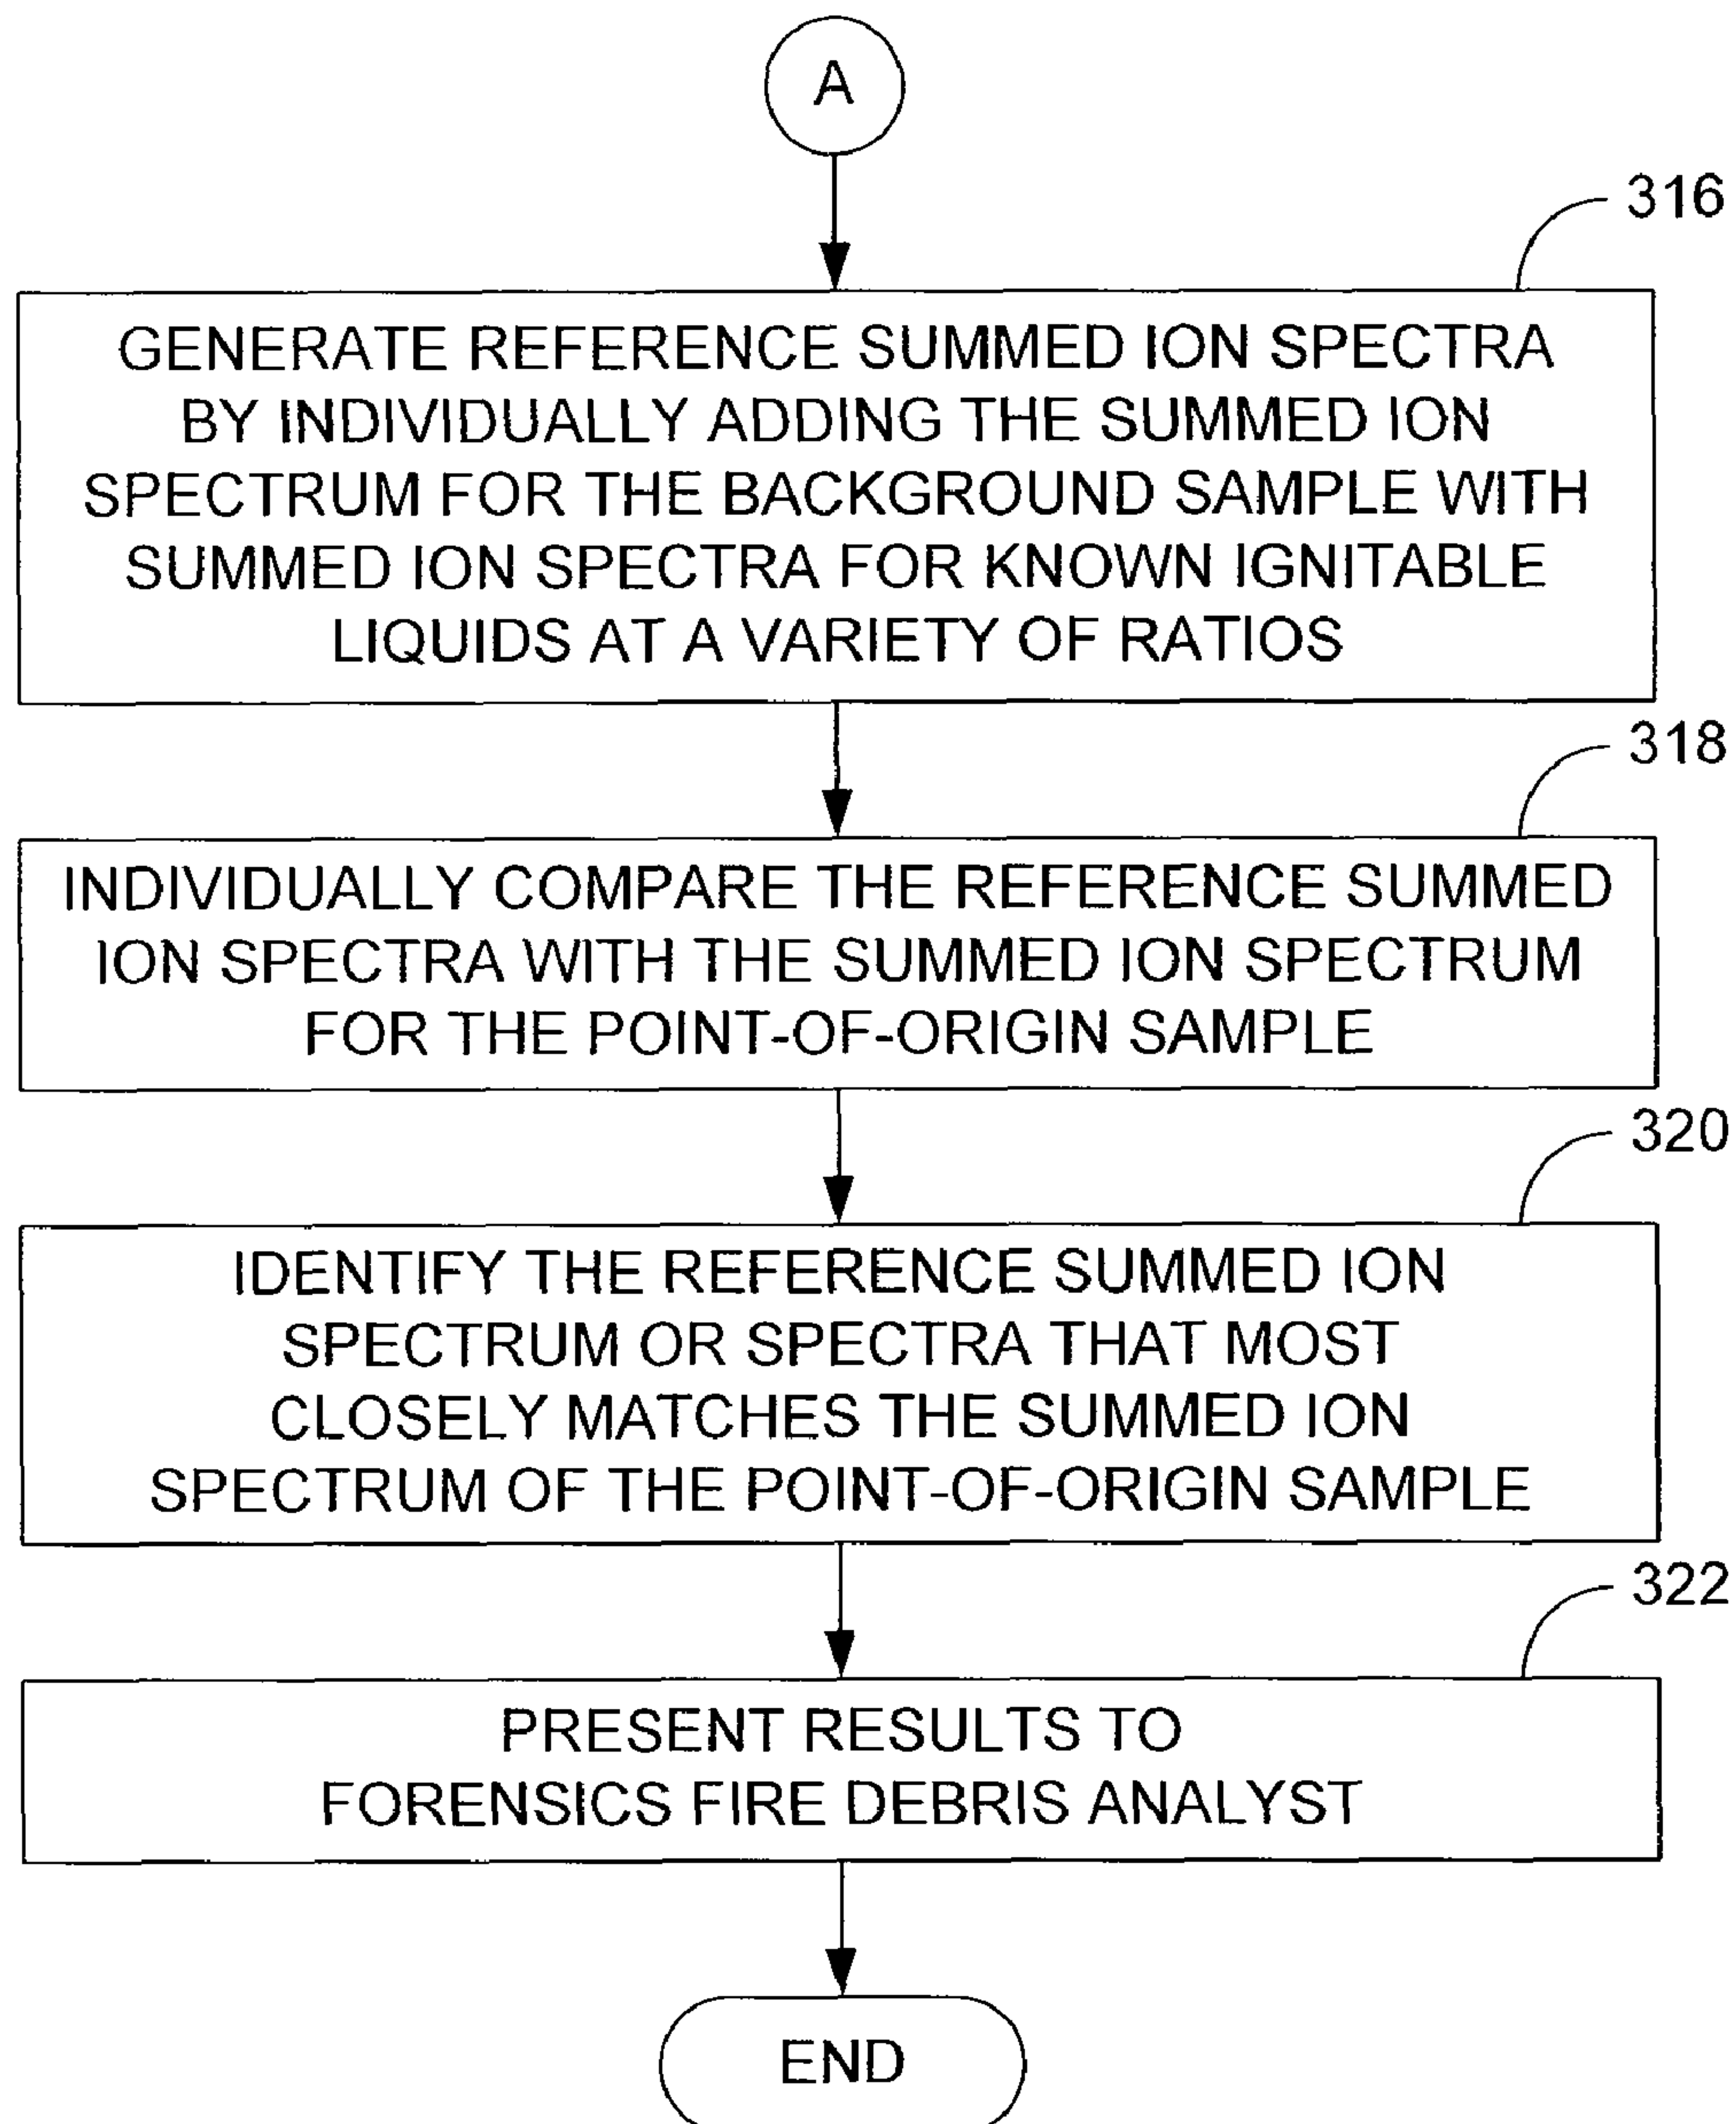 A
316
GENERATE REFERENCE SUMMED ION SPECTRA
BY INDIVIDUALLY ADDING THE SUMMED ION
SPECTRUM FOR THE BACKGROUND SAMPLE WITH
SUMMED ION SPECTRA FOR KNOWN IGNITABLE
LIQUIDS AT A VARIETY OF RATIOS
318
INDIVIDUALLY COMPARE THE REFERENCE SUMMED
ION SPECTRA WITH THE SUMMED ION SPECTRUM
FOR THE POINT-OF-ORIGIN SAMPLE
320
IDENTIFY THE REFERENCE SUMMED ION
SPECTRUM OR SPECTRA THAT MOST
CLOSELY MATCHES THE SUMMED ION
SPECTRUM OF THE POINT-OF-ORIGIN SAMPLE
322
PRESENT RESULTS TO
FORENSICS FIRE DEBRIS ANALYST
END